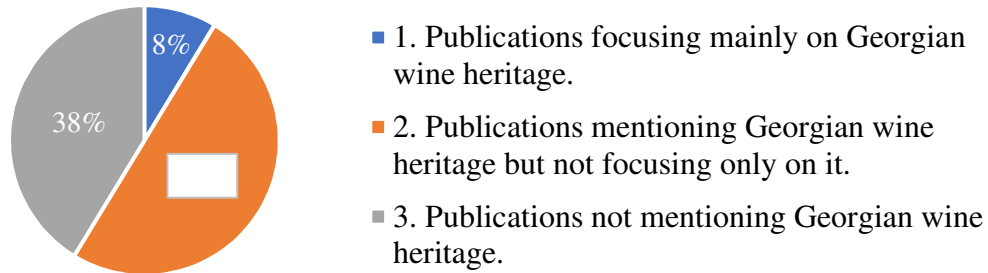 8%
38%
1. Publications focusing mainly on Georgian
wine heritage.
2. Publications mentioning Georgian wine
heritage but not focusing only on it.
3. Publications not mentioning Georgian wine
heritage.